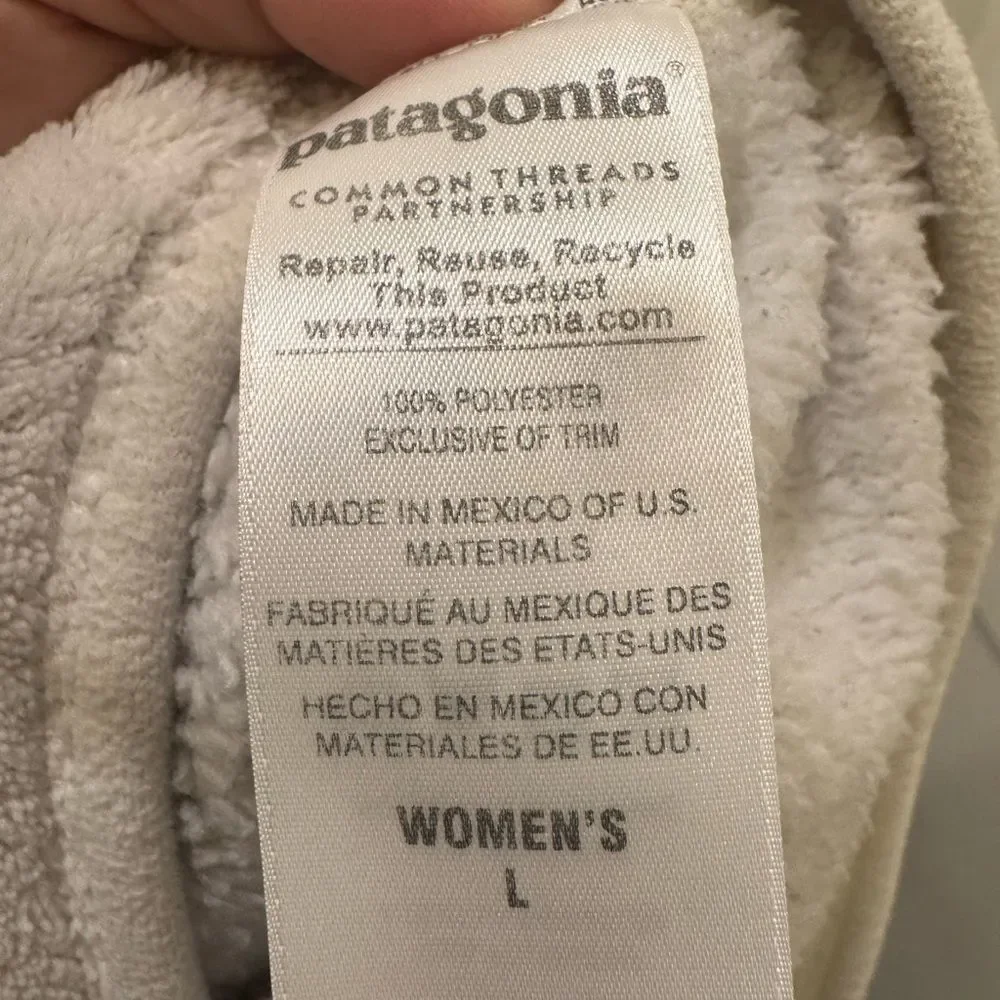 patagonia®
COMMON THREADS
PARTNERSHIP
Repair, Reuse, Recycle
This Product
www.patagonia.com
100% POLYESTER
EXCLUSIVE OF TRIM
MADE IN MEXICO OF U.S.
MATERIALS
FABRIQUÉ AU MEXIQUE DES
MATIÈRES DES ETATS-UNIS
HECHO EN MEXICO CON
MATERIALES DE EE.UU.
WOMEN'S
L